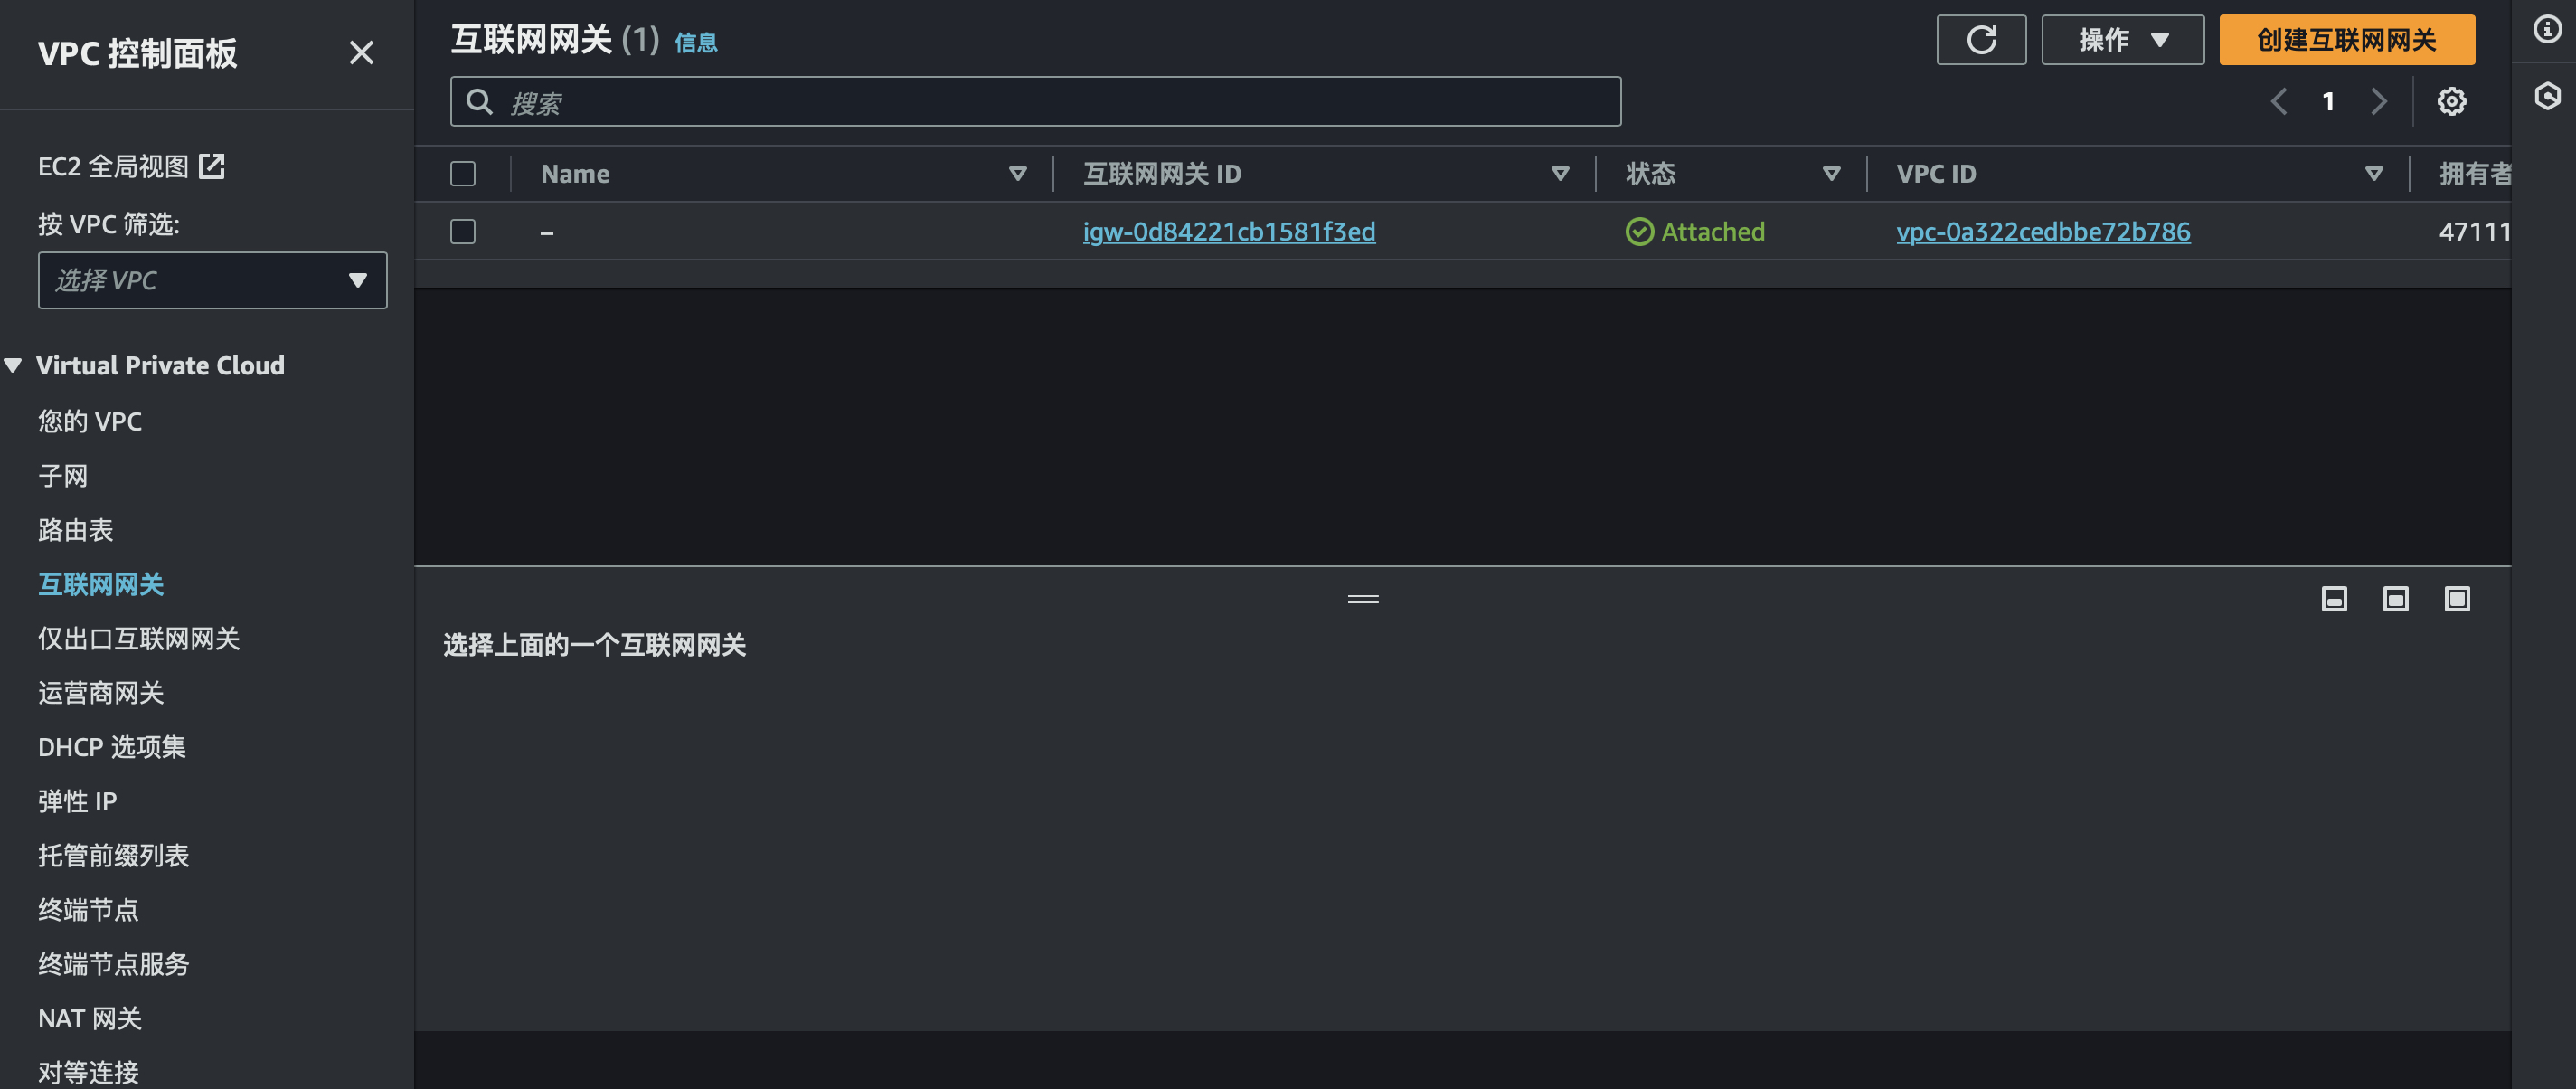 VPC 控制面板
EC2 全局视图
按 VPC 筛选:
选择 VPC
Virtual Private Cloud
您的 VPC
子网
路由表
互联网网关
仅出口互联网网关
运营商网关
DHCP 选项集
弹性 IP
托管前缀列表
终端节点
终端节点服务
NAT 网关
对等连接
互联网网关 (1) 信息
操作
创建互联网网关
搜索
1
Name 互联网网关 ID 状态 VPC ID 拥有者
– igw-0d84221cb1581f3ed Attached vpc-0a322cedbbe72b786 47111
选择上面的一个互联网网关